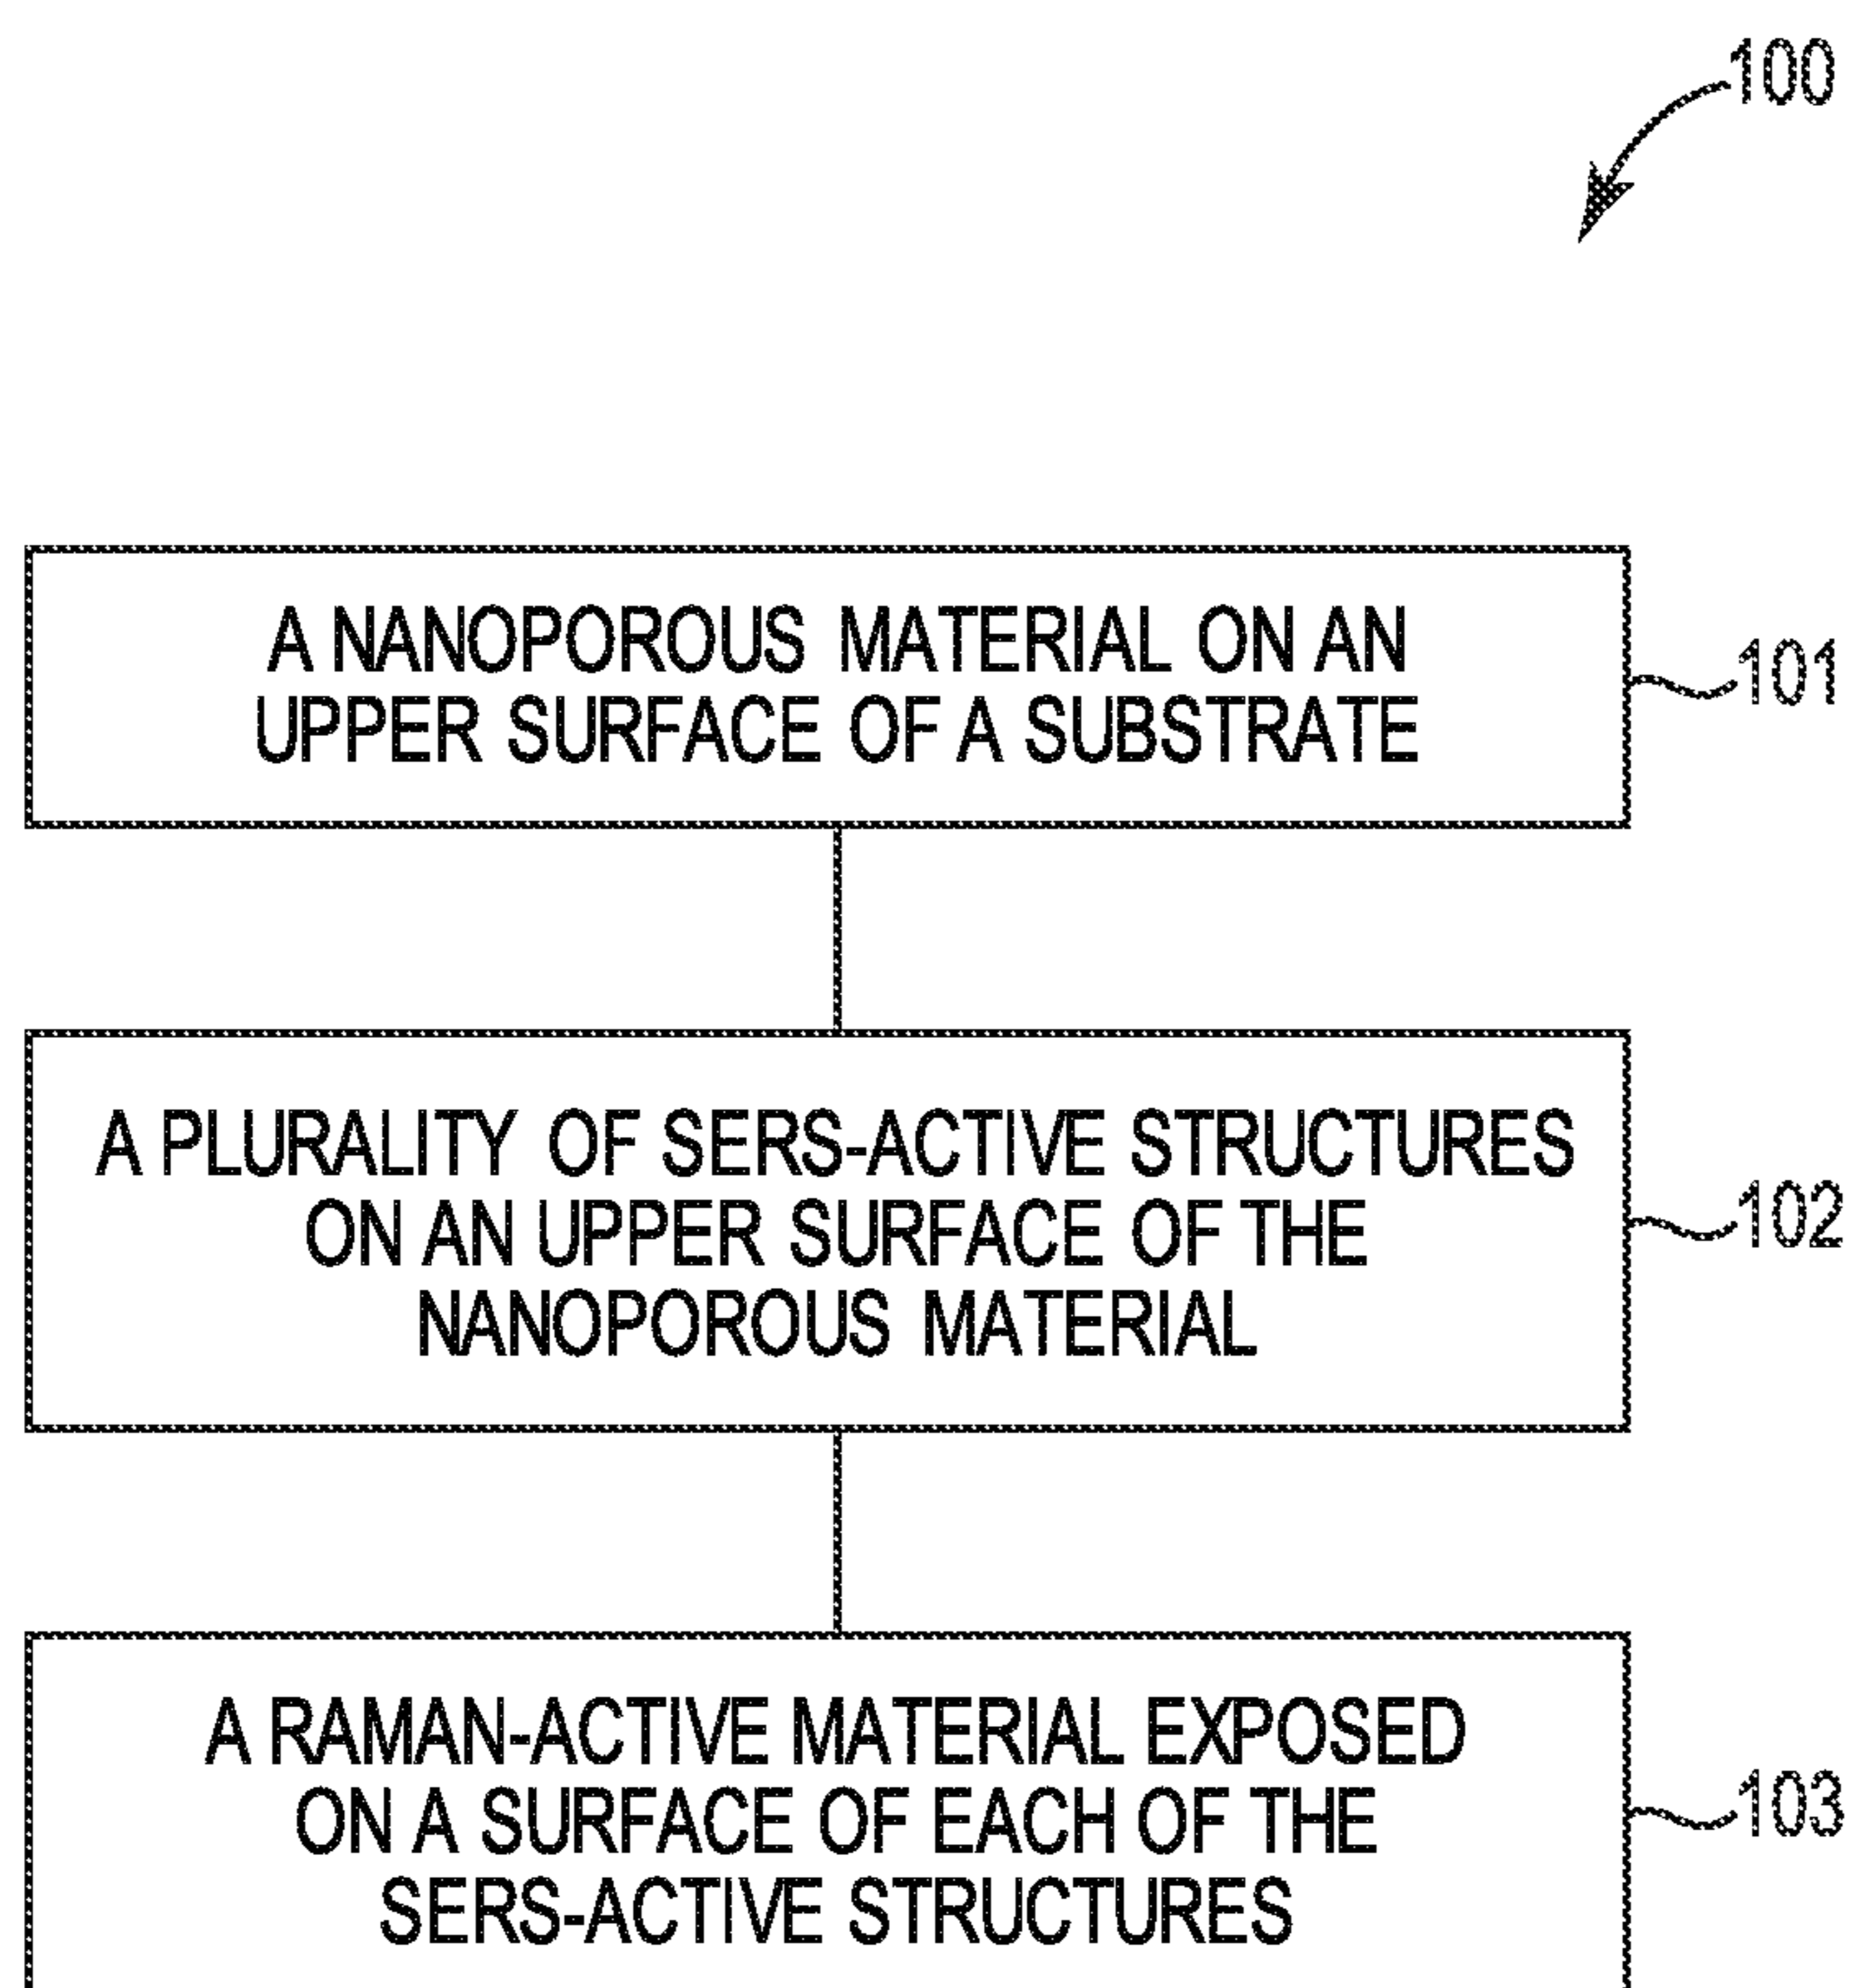 100
A NANOPOROUS MATERIAL ON AN
UPPER SURFACE OF A SUBSTRATE
101
A PLURALITY OF SERS-ACTIVE STRUCTURES
ON AN UPPER SURFACE OF THE
NANOPOROUS MATERIAL
102
A RAMAN-ACTIVE MATERIAL EXPOSED
ON A SURFACE OF EACH OF THE
SERS-ACTIVE STRUCTURES
103